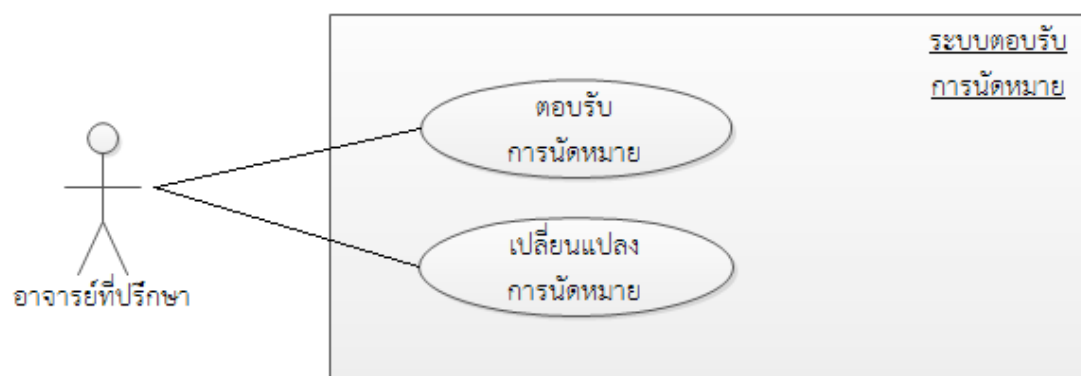 ระบบตอบรับ
การนัดหมาย
ตอบรับ
การนัดหมาย
เปลี่ยนแปลง
การนัดหมาย
อาจารย์ที่ปรึกษา